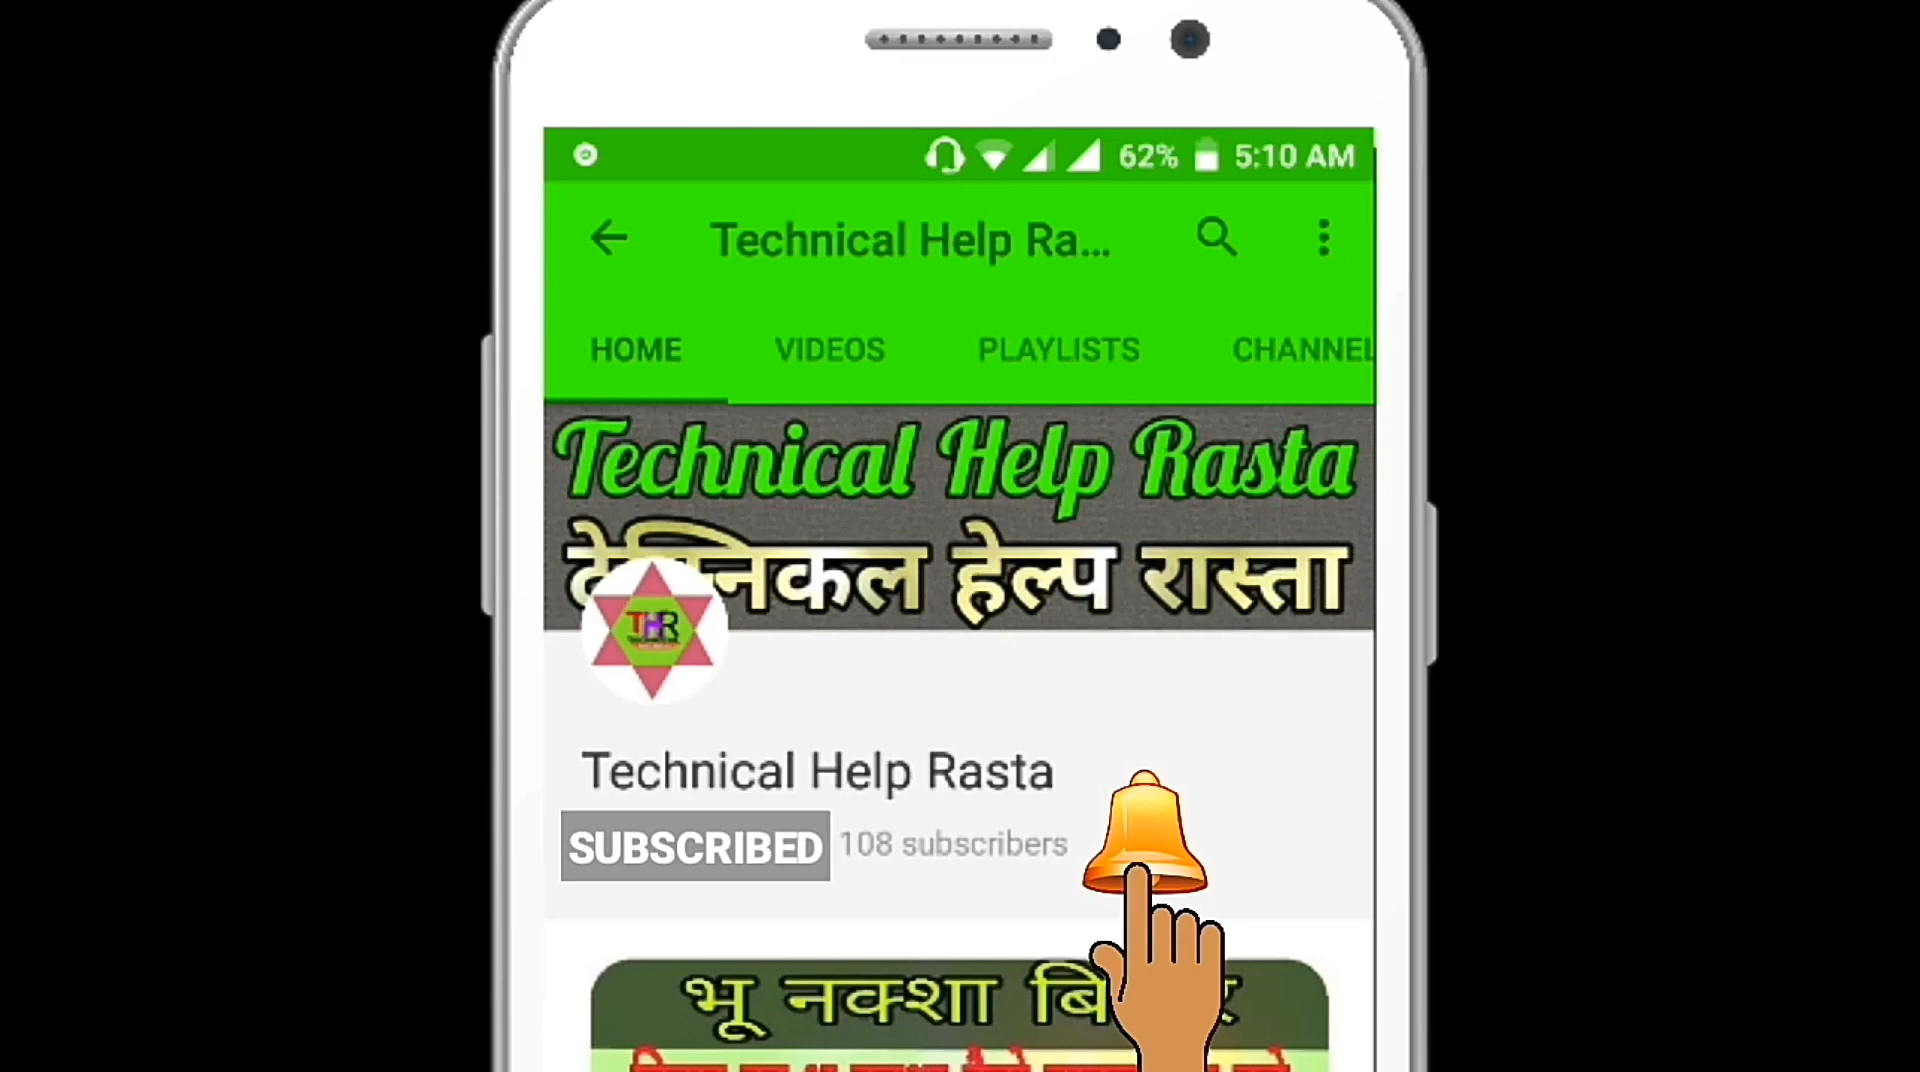 62% 5:10 AM
Technical Help Ra...
HOME VIDEOS PLAYLISTS CHANNEL
Technical Help Rasta
हेल्प रास्ता
THR
Technical Help Rasta
SUBSCRIBED 108 subscribers
भू नक्शा